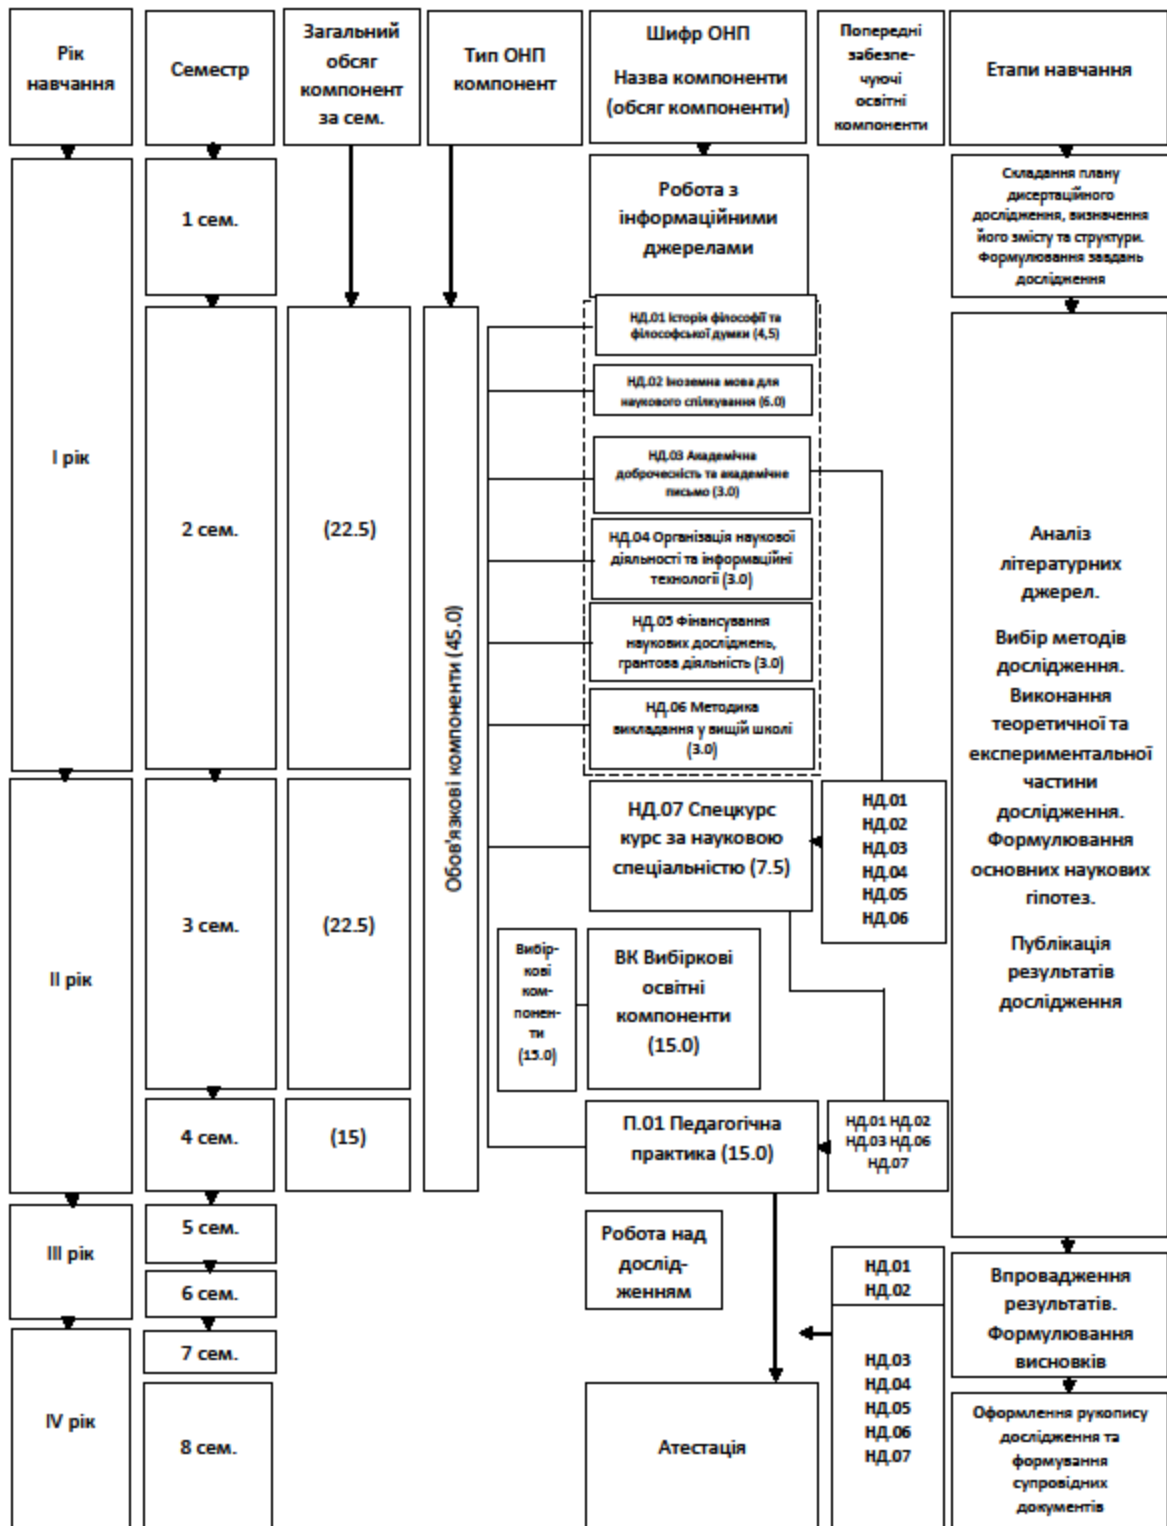 Рік
навчання
Семестр
Загальний
обсяг
компонент
за сем.
Тип ОНП
компонент
Шифр ОНП
Назва компоненти
(обсяг компоненти)
Попередні
забезпе-
чуючі
освітні
компоненти
Етапи навчання
І рік
1 сем.
Робота з
інформаційними
джерелами
Складання плану
дисертаційного
дослідження, визначення
його змісту та структури.
Формулювання завдань
дослідження
2 сем.
(22.5)
Обов'язкові компоненти (45.0)
НД.01 Історія філософії та
філософської думки (4,5)
НД.02 Іноземна мова для
наукового спілкування (6.0)
НД.03 Академічна
доброчесність та академічне
письмо (3.0)
НД.04 Організація наукової
діяльності та інформаційні
технології (3.0)
НД.05 Фінансування
наукових досліджень,
грантова діяльність (3.0)
НД.06 Методика
викладання у вищій школі
(3.0)
Аналіз
літературних
джерел.
Вибір методів
дослідження.
Виконання
теоретичної та
експериментальної
частини
дослідження.
Формулювання
основних наукових
гіпотез.
Публікація
результатів
дослідження
ІІ рік
3 сем.
(22.5)
НД.07 Спецкурс
курс за науковою
спеціальністю (7.5)
НД.01
НД.02
НД.03
НД.04
НД.05
НД.06
Вибір-
кові
ком-
понен-
ти
(15.0)
ВК Вибіркові
освітні
компоненти
(15.0)
4 сем.
(15)
П.01 Педагогічна
практика (15.0)
НД.01 НД.02
НД.03 НД.06
НД.07
ІІІ рік
5 сем.
6 сем.
Робота над
дослід-
женням
НД.01
НД.02
Впровадження
результатів.
Формулювання
висновків
IV рік
7 сем.
8 сем.
Атестація
НД.03
НД.04
НД.05
НД.06
НД.07
Оформлення рукопису
дослідження та
формування
супровідних
документів